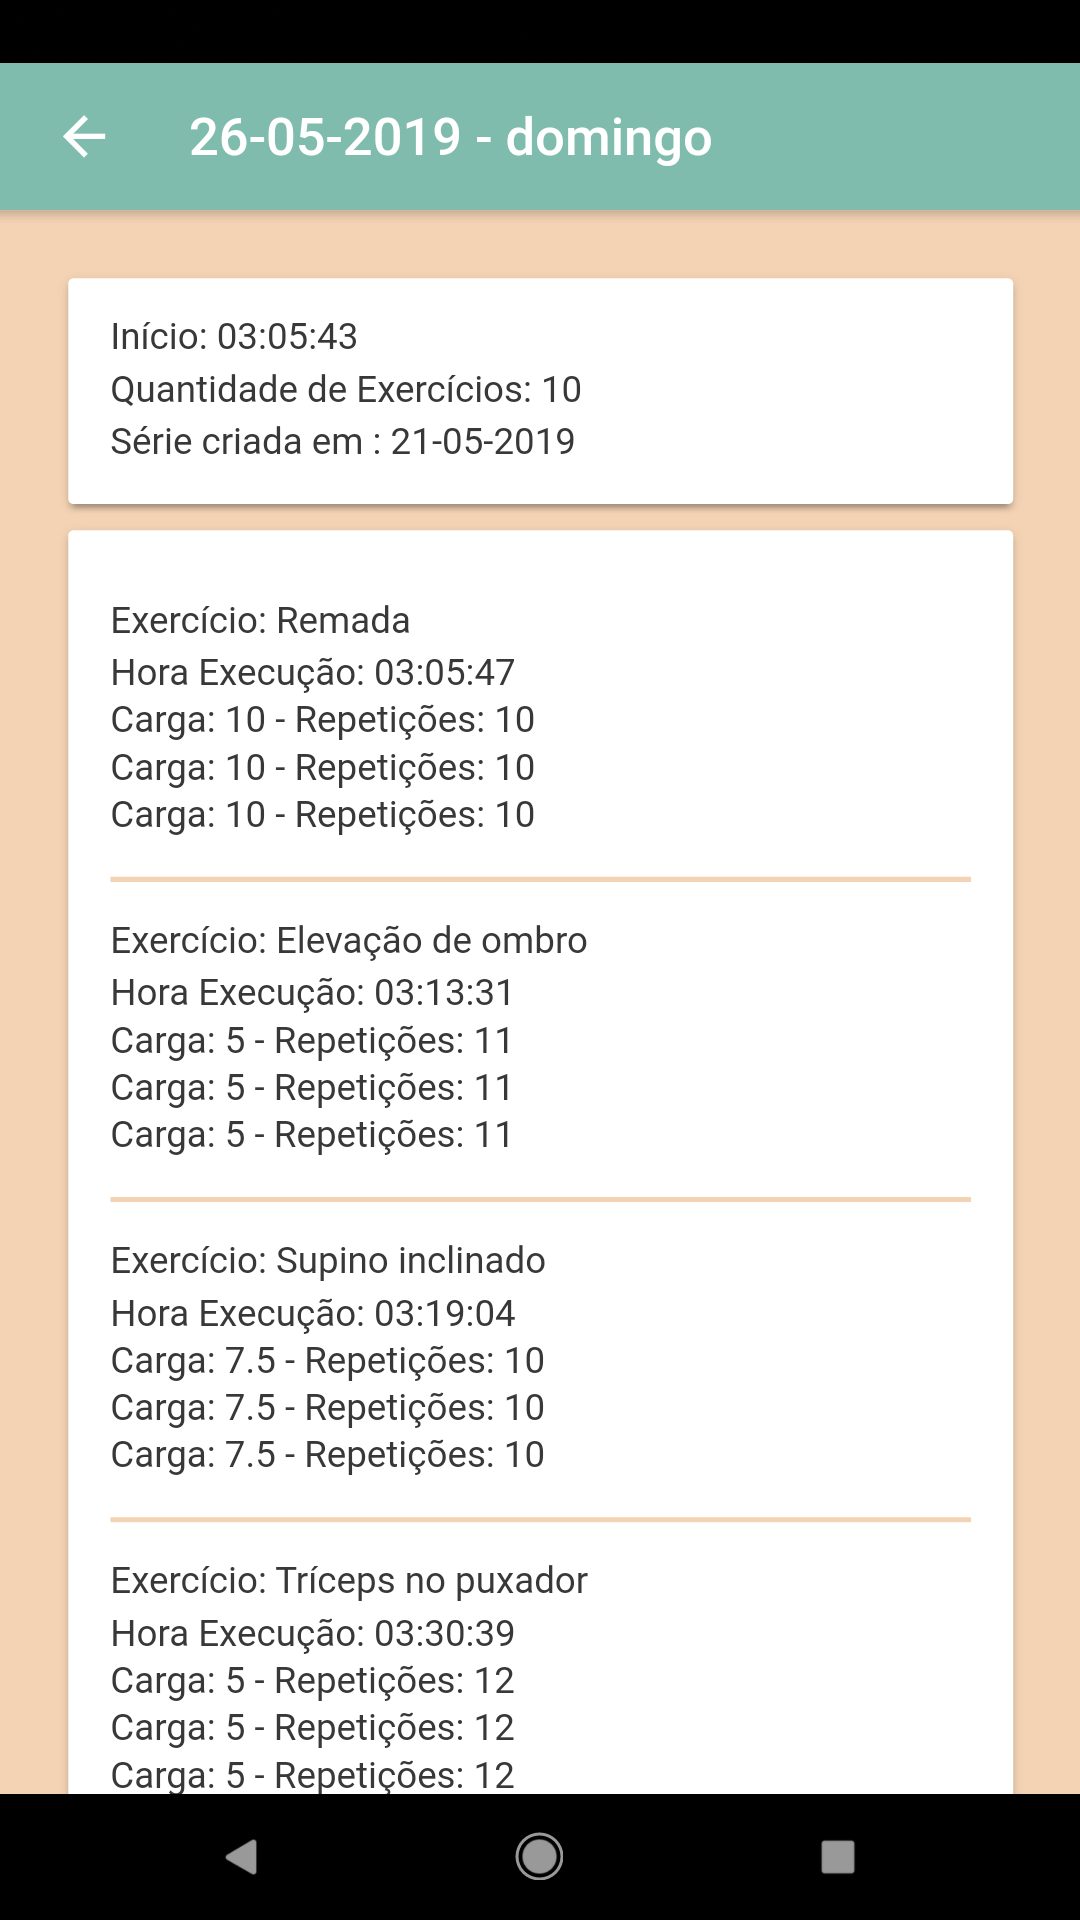 26-05-2019 - domingo
Início: 03:05:43
Quantidade de Exercícios: 10
Série criada em : 21-05-2019
Exercício: Remada
Hora Execução: 03:05:47
Carga: 10 - Repetições: 10
Carga: 10 - Repetições: 10
Carga: 10 - Repetições: 10
Exercício: Elevação de ombro
Hora Execução: 03:13:31
Carga: 5 - Repetições: 11
Carga: 5 - Repetições: 11
Carga: 5 - Repetições: 11
Exercício: Supino inclinado
Hora Execução: 03:19:04
Carga: 7.5 - Repetições: 10
Carga: 7.5 - Repetições: 10
Carga: 7.5 - Repetições: 10
Exercício: Tríceps no puxador
Hora Execução: 03:30:39
Carga: 5 - Repetições: 12
Carga: 5 - Repetições: 12
Carga: 5 - Repetições: 12